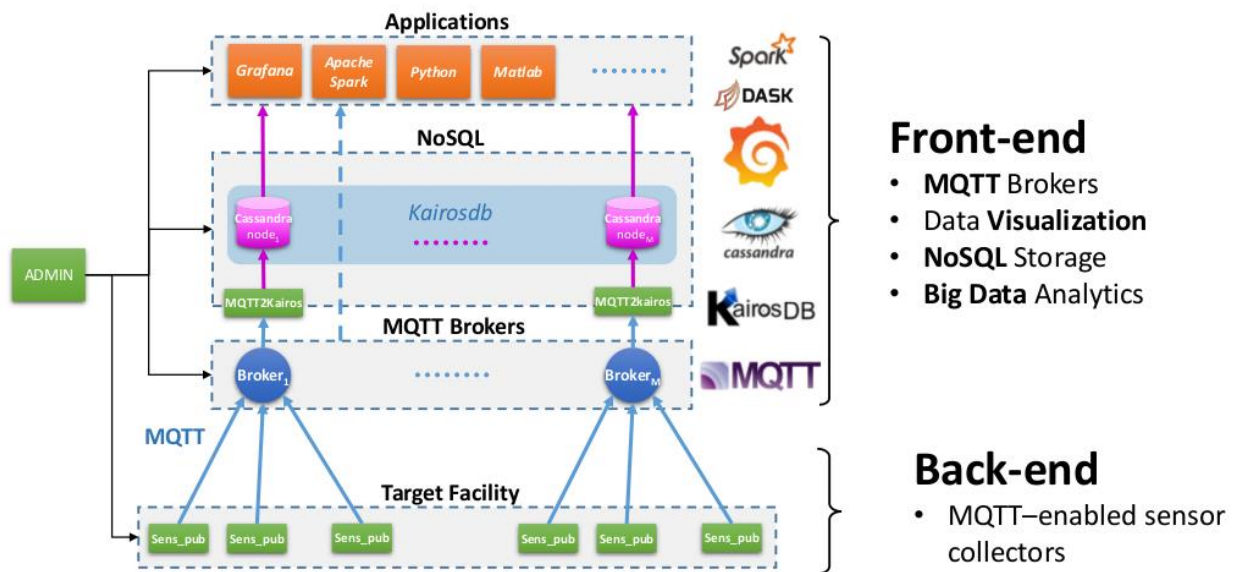 Applications
Grafana
Apache
Spark
Python
Matlab
NoSQL
Kairosdb
Cassandra
node1
Cassandra
nodeM
MQTT2Kairos
MQTT2kairos
MQTT Brokers
Broker1
BrokerM
MQTT
Target Facility
Sens_pub
Sens_pub
Sens_pub
Sens_pub
Sens_pub
Sens_pub
ADMIN
Spark
DASK
cassandra
KairosDB
MQTT
Front-end
• MQTT Brokers
• Data Visualization
• NoSQL Storage
• Big Data Analytics
Back-end
• MQTT–enabled sensor
collectors